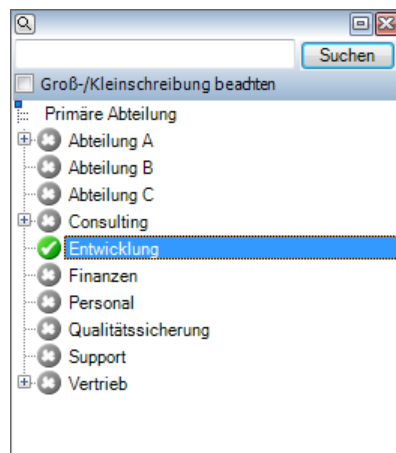 Suchen
Groß-/Kleinschreibung beachten
Primäre Abteilung
Abteilung A
Abteilung B
Abteilung C
Consulting
Entwicklung
Finanzen
Personal
Qualitätssicherung
Support
Vertrieb